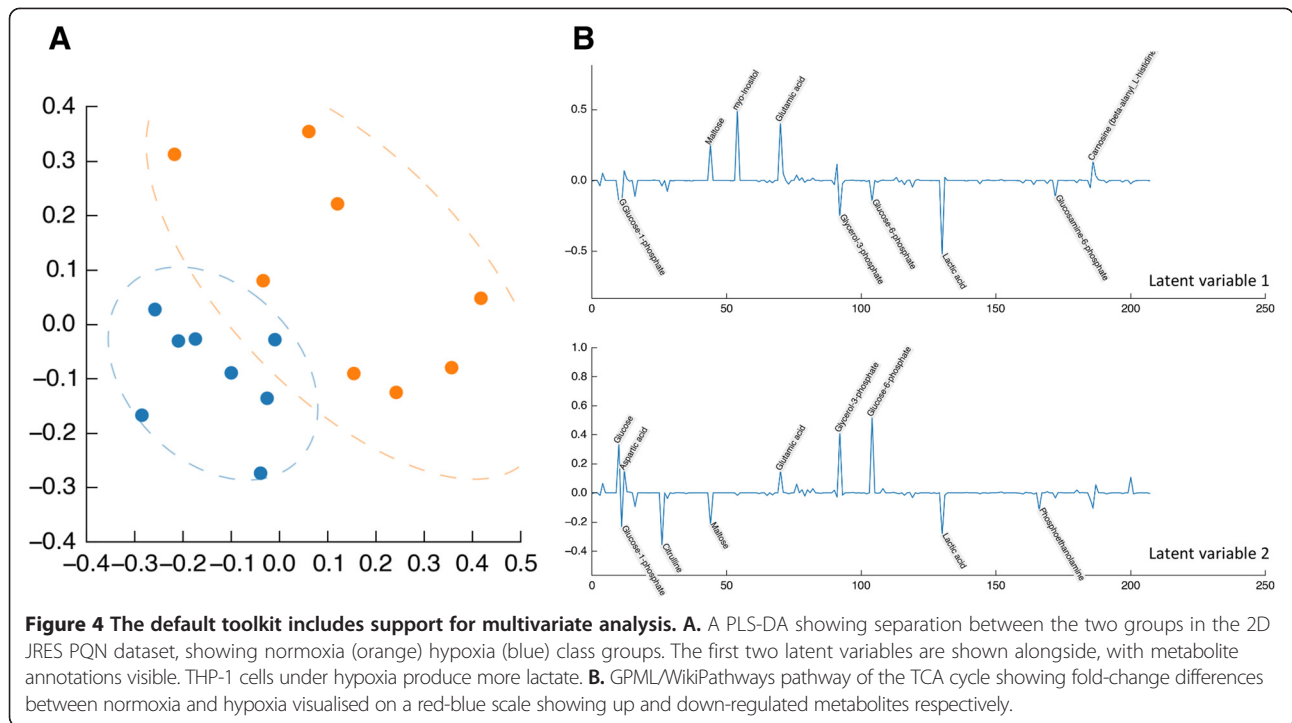 A
0.4
0.3
0.2
0.1
0.0
−0.1
−0.2
−0.3
−0.4
−0.4 −0.3 −0.2 −0.1 0.0 0.1 0.2 0.3 0.4 0.5
B
0.5
0.0
−0.5
Maltose
myo-Inositol
Glutamic acid
Carnosine (beta-alanyl_L-histidine
G
Glucose-1-phosphate
Glycerol-3-phosphate
Glucose-6-phosphate
Lactic acid
Glucosamine-6-phosphate
Latent variable 1
0 50 100 150 200 250
1.0
0.8
0.6
0.4
0.2
0.0
−0.2
−0.4
Glucose
Aspartic acid
Glutamic acid
Glycerol-3-phosphate
Glucose-6-phosphate
Glucose-1-phosphate
Citrulline
Maltose
Lactic acid
Phosphoethanolamine
Latent variable 2
0 50 100 150 200 250
Figure 4 The default toolkit includes support for multivariate analysis. A. A PLS-DA showing separation between the two groups in the 2D
JRES PQN dataset, showing normoxia (orange) hypoxia (blue) class groups. The first two latent variables are shown alongside, with metabolite
annotations visible. THP-1 cells under hypoxia produce more lactate. B. GPML/WikiPathways pathway of the TCA cycle showing fold-change differences
between normoxia and hypoxia visualised on a red-blue scale showing up and down-regulated metabolites respectively.